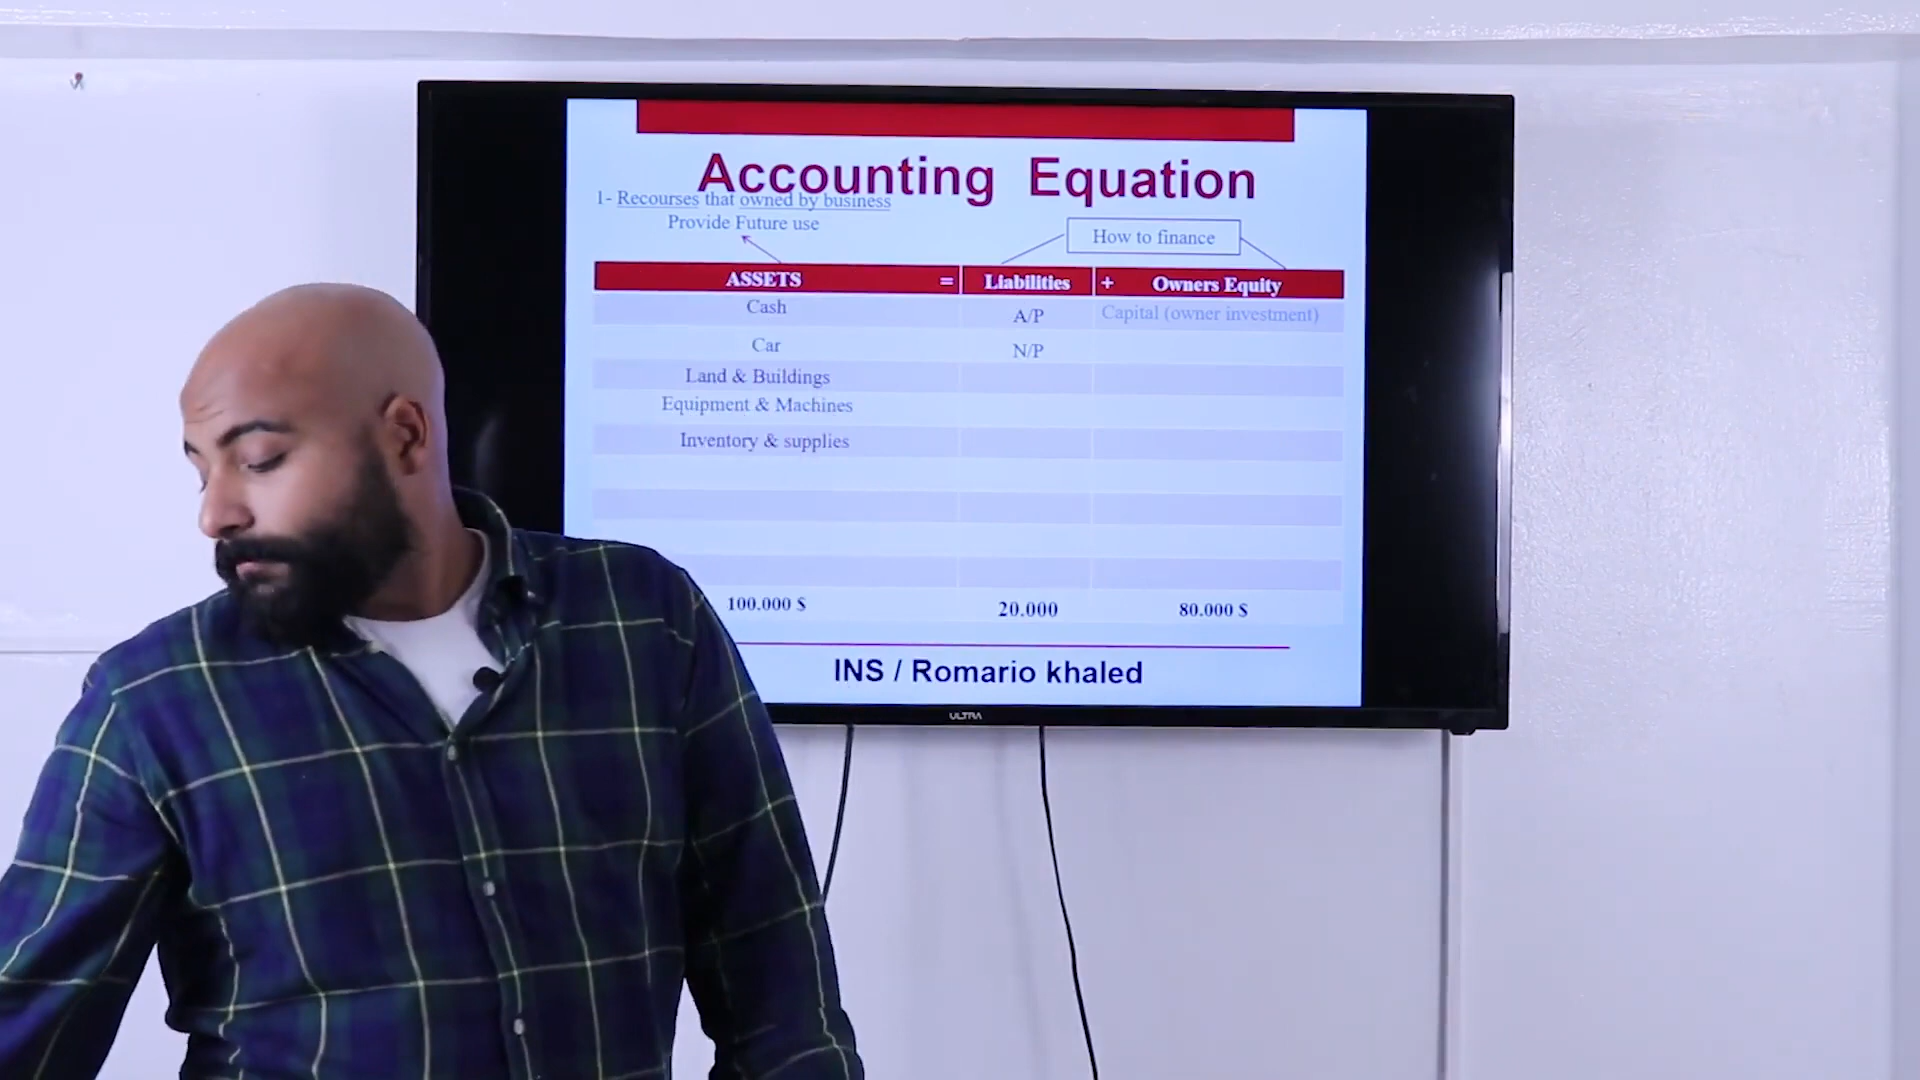 Accounting Equation
1- Recourses that owned by business
Provide Future use
How to finance
ASSETS = Liabilities + Owners Equity
Cash A/P Capital (owner investment)
Car N/P
Land & Buildings
Equipment & Machines
Inventory & supplies
100.000 $ 20.000 80.000 $
INS / Romario khaled
ULTRA